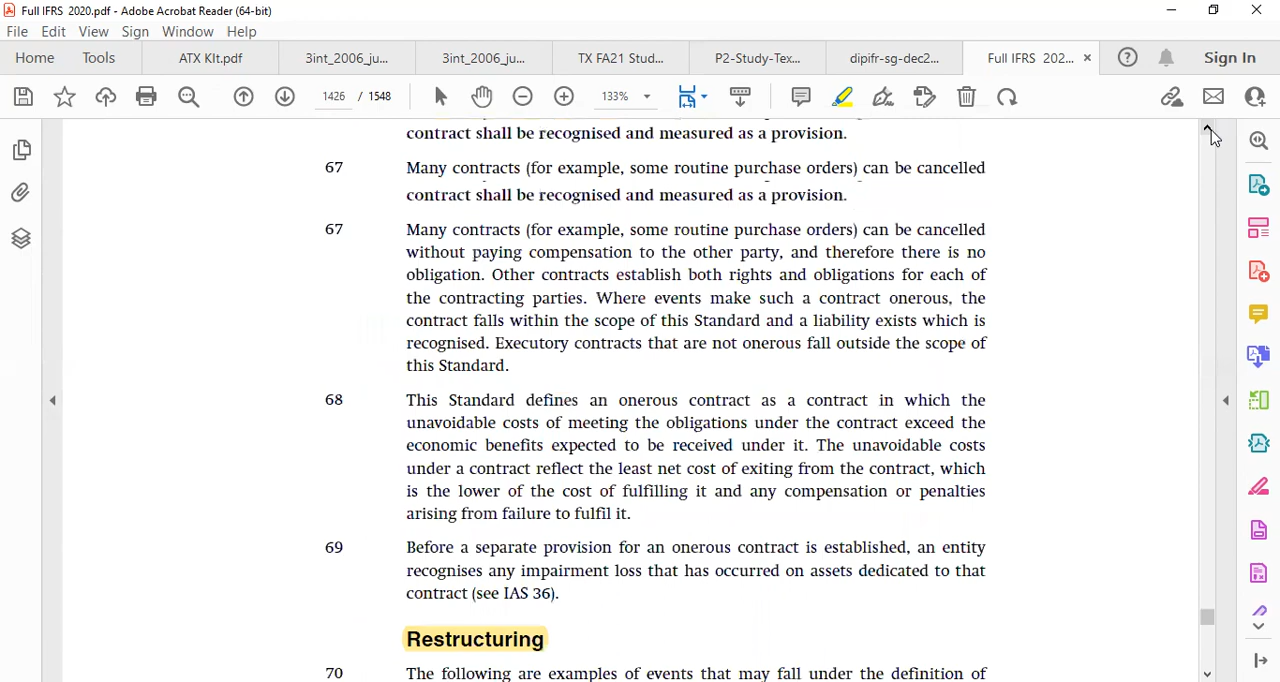 Full IFRS 2020.pdf - Adobe Acrobat Reader (64-bit)
File Edit View Sign Window Help
Home Tools ATX KIt.pdf 3int_2006_ju... 3int_2006_ju... TX FA21 Stud... P2-Study-Tex... dipifr-sg-dec2... Full IFRS 202... × Sign In
1426 / 1548 133%
contract shall be recognised and measured as a provision.
67 Many contracts (for example, some routine purchase orders) can be cancelled
contract shall be recognised and measured as a provision.
67 Many contracts (for example, some routine purchase orders) can be cancelled
without paying compensation to the other party, and therefore there is no
obligation. Other contracts establish both rights and obligations for each of
the contracting parties. Where events make such a contract onerous, the
contract falls within the scope of this Standard and a liability exists which is
recognised. Executory contracts that are not onerous fall outside the scope of
this Standard.
68 This Standard defines an onerous contract as a contract in which the
unavoidable costs of meeting the obligations under the contract exceed the
economic benefits expected to be received under it. The unavoidable costs
under a contract reflect the least net cost of exiting from the contract, which
is the lower of the cost of fulfilling it and any compensation or penalties
arising from failure to fulfil it.
69 Before a separate provision for an onerous contract is established, an entity
recognises any impairment loss that has occurred on assets dedicated to that
contract (see IAS 36).
Restructuring
70 The following are examples of events that may fall under the definition of